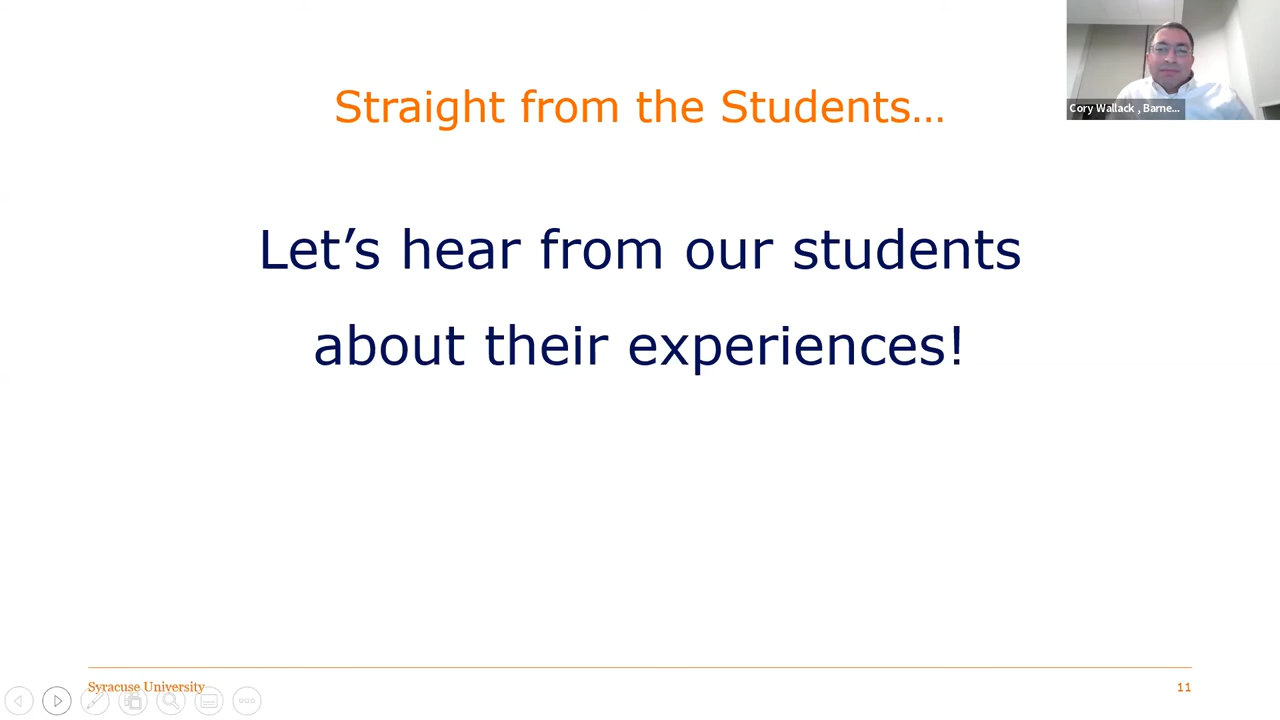 Straight from the Students…
Cory Wallack , Barne...
Let’s hear from our students
about their experiences!
Syracuse University
11